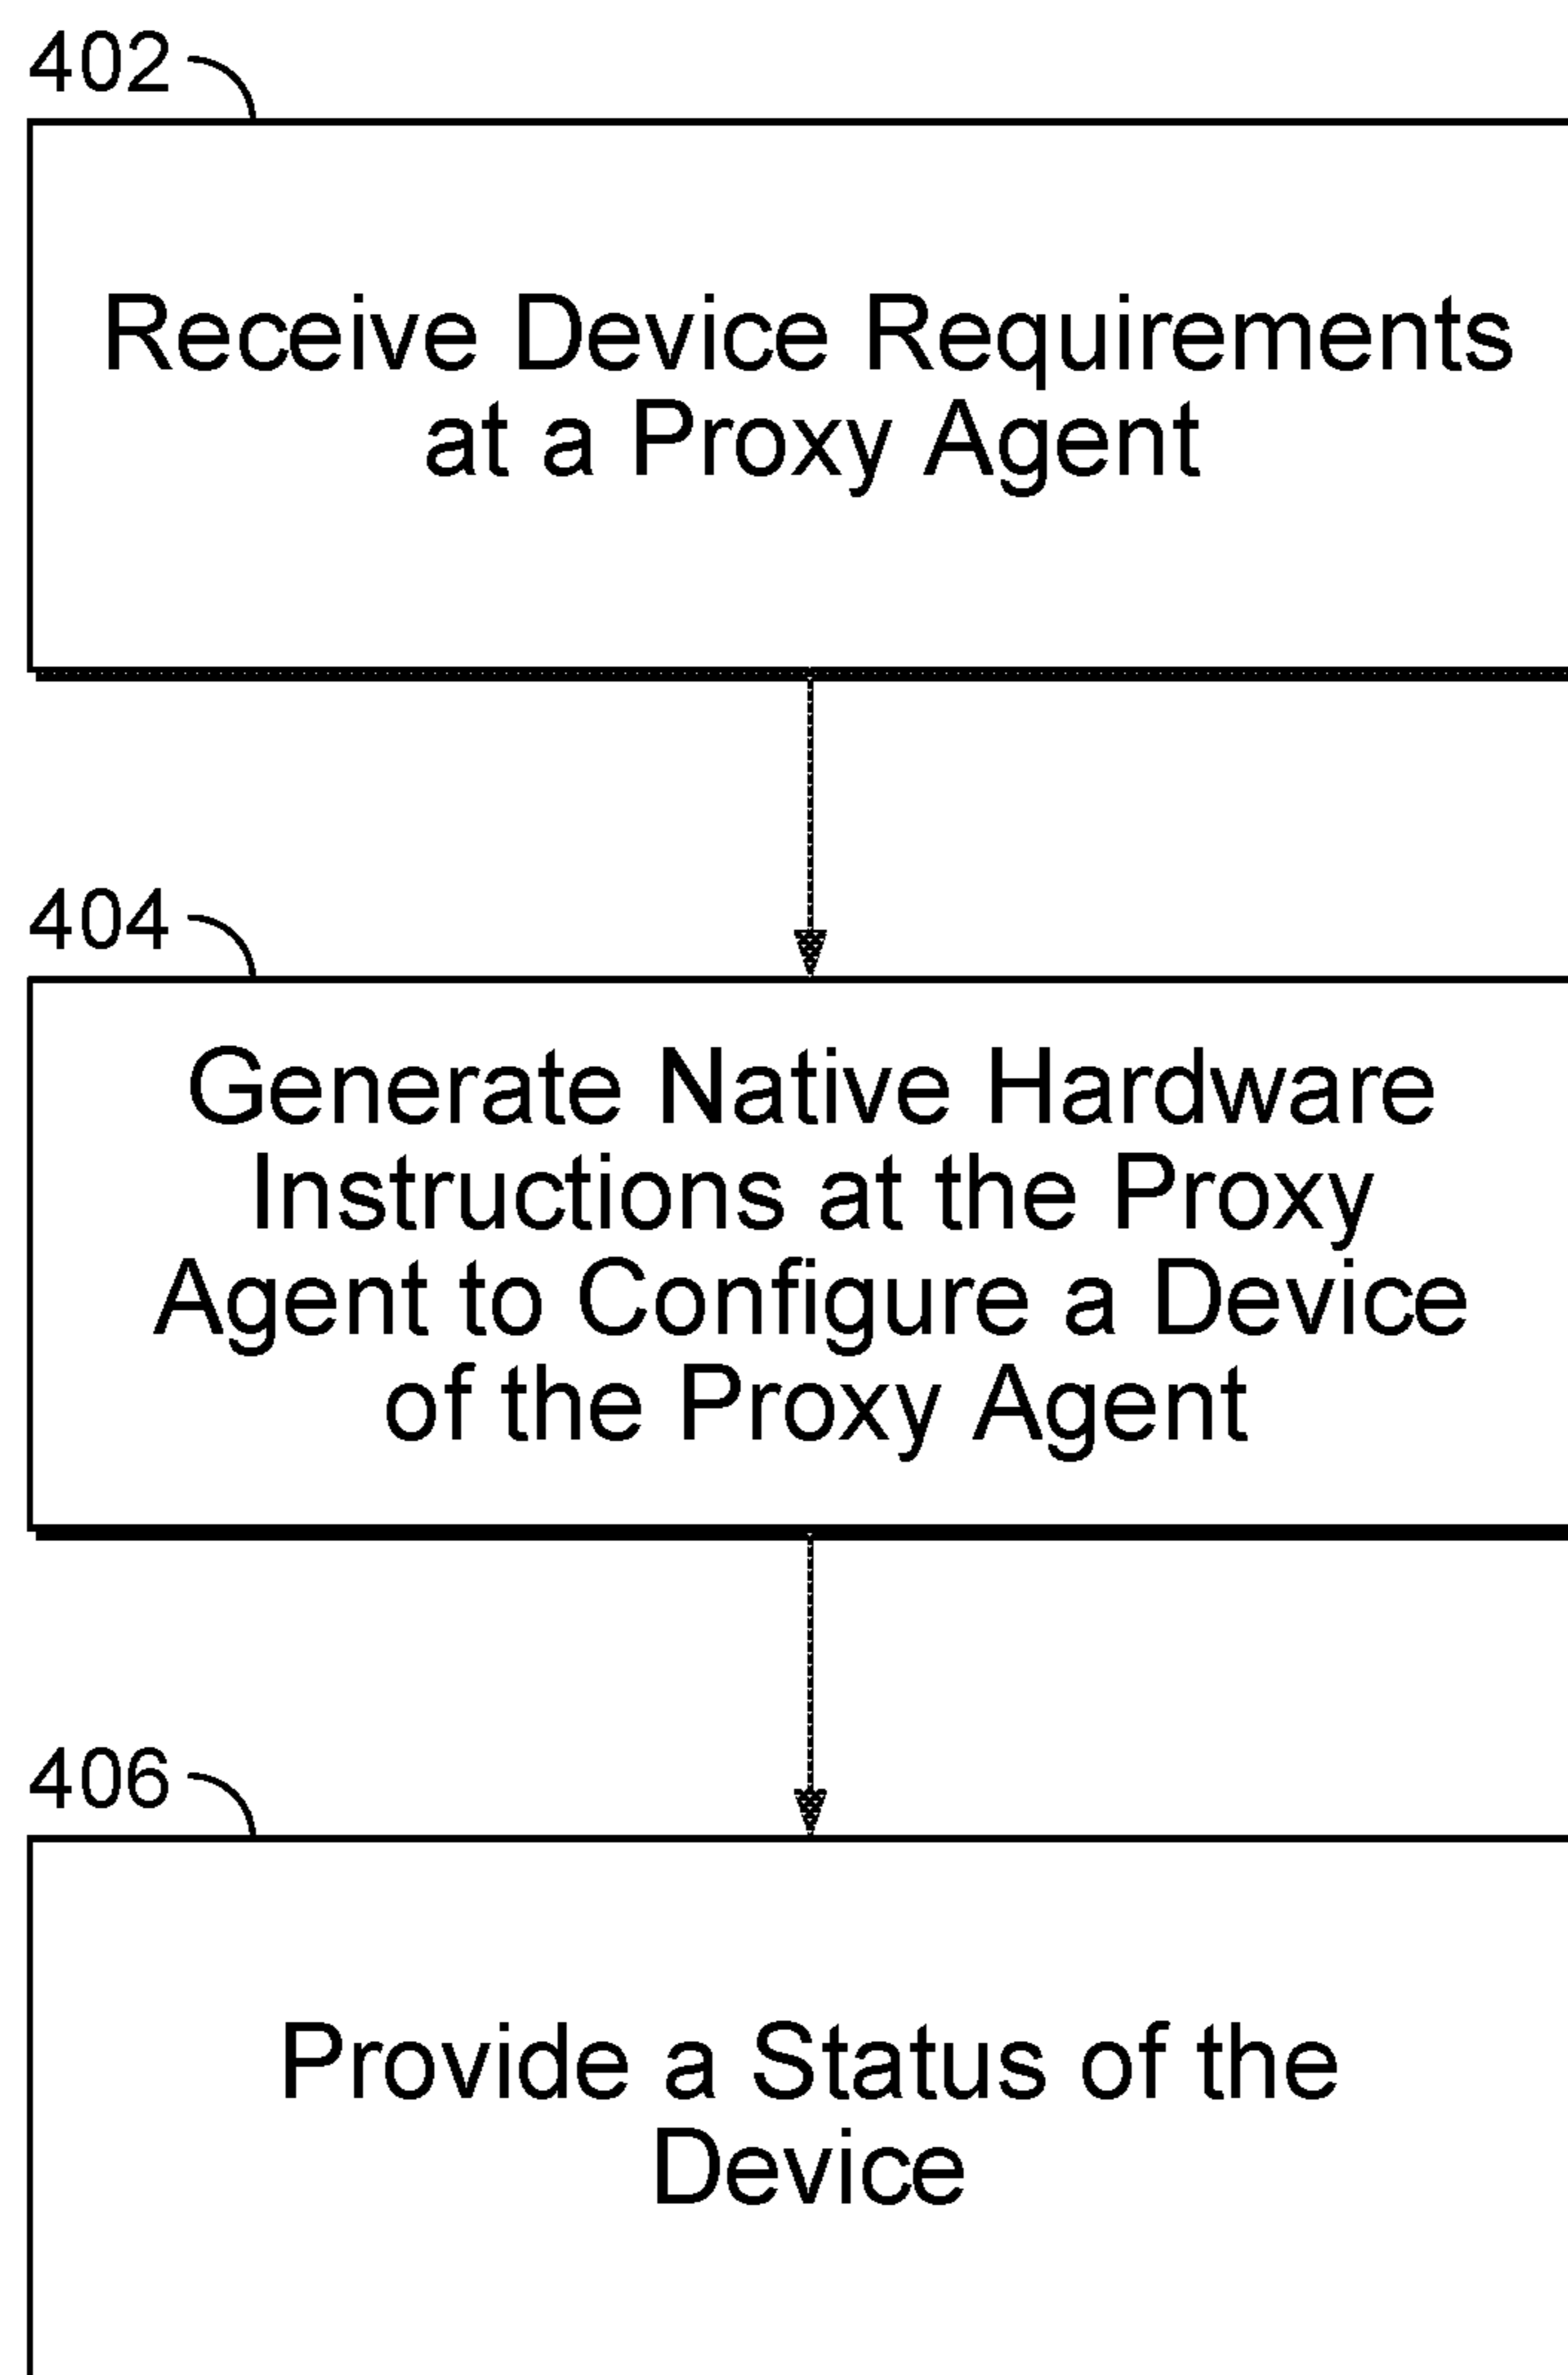 402
Receive Device Requirements
at a Proxy Agent
404
Generate Native Hardware
Instructions at the Proxy
Agent to Configure a Device
of the Proxy Agent
406
Provide a Status of the
Device